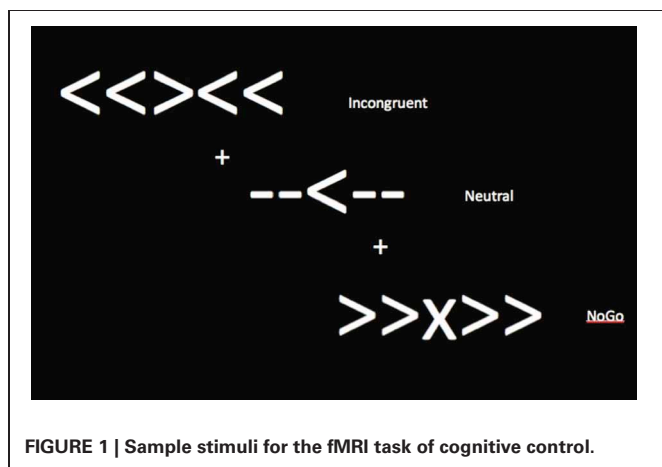 <<><< Incongruent
+
--<-- Neutral
+
>>X>> NoGo
FIGURE 1 | Sample stimuli for the fMRI task of cognitive control.